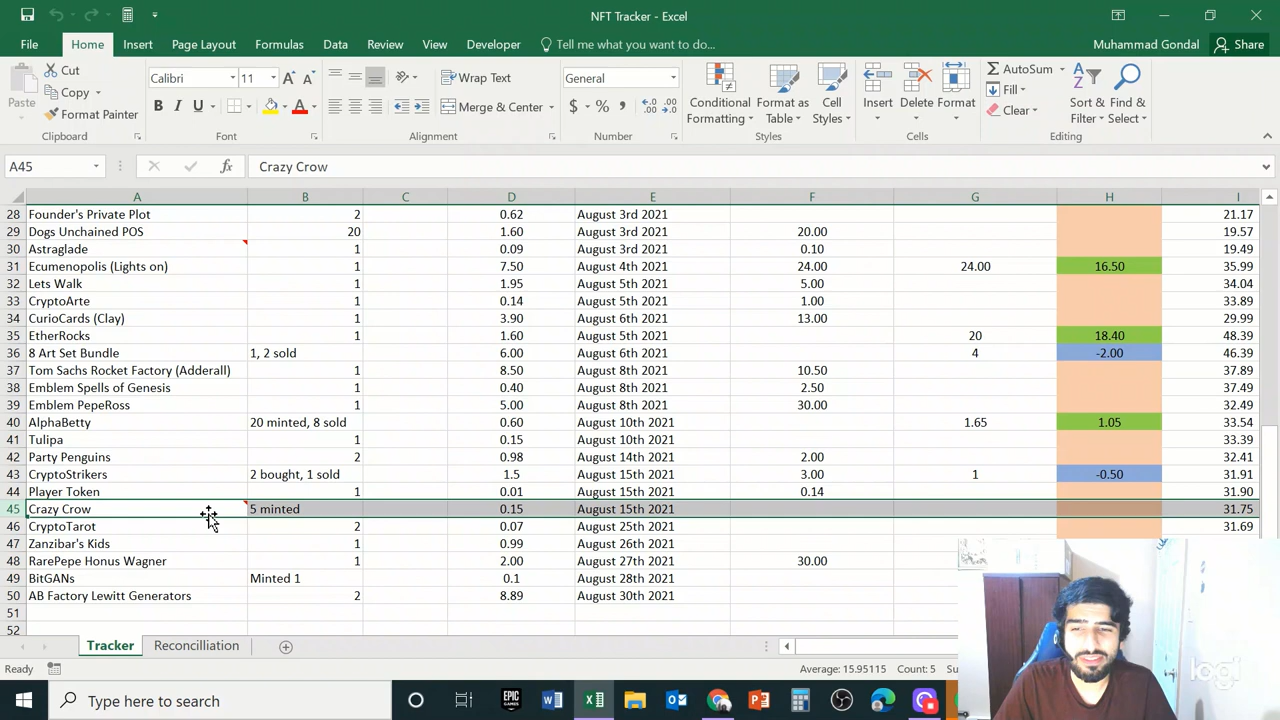 NFT Tracker - Excel
File Home Insert Page Layout Formulas Data Review View Developer Tell me what you want to do... Muhammad Gondal Share
Paste Cut Copy Format Painter
Calibri 11 B I U A A A
Wrap Text Merge & Center
General $ % ,
Conditional Formatting Format as Table Cell Styles
Insert Delete Format
AutoSum Fill Clear Sort & Filter Find & Select
Clipboard Font Alignment Number Styles Cells Editing
A45 fx Crazy Crow
A B C D E F G H I
28 Founder's Private Plot 2 0.62 August 3rd 2021 21.17
29 Dogs Unchained POS 20 1.60 August 3rd 2021 20.00 19.57
30 Astraglade 1 0.09 August 3rd 2021 0.10 19.49
31 Ecumenopolis (Lights on) 1 7.50 August 4th 2021 24.00 24.00 16.50 35.99
32 Lets Walk 1 1.95 August 5th 2021 5.00 34.04
33 CryptoArte 1 0.14 August 5th 2021 1.00 33.89
34 CurioCards (Clay) 1 3.90 August 6th 2021 13.00 29.99
35 EtherRocks 1 1.60 August 5th 2021 20 18.40 48.39
36 8 Art Set Bundle 1, 2 sold 6.00 August 6th 2021 4 -2.00 46.39
37 Tom Sachs Rocket Factory (Adderall) 1 8.50 August 8th 2021 10.50 37.89
38 Emblem Spells of Genesis 1 0.40 August 8th 2021 2.50 37.49
39 Emblem PepeRoss 1 5.00 August 8th 2021 30.00 32.49
40 AlphaBetty 20 minted, 8 sold 0.60 August 10th 2021 1.65 1.05 33.54
41 Tulipa 1 0.15 August 10th 2021 33.39
42 Party Penguins 2 0.98 August 14th 2021 2.00 32.41
43 CryptoStrikers 2 bought, 1 sold 1.5 August 15th 2021 3.00 1 -0.50 31.91
44 Player Token 1 0.01 August 15th 2021 0.14 31.90
45 Crazy Crow 5 minted 0.15 August 15th 2021 31.75
46 CryptoTarot 2 0.07 August 25th 2021 31.69
47 Zanzibar's Kids 1 0.99 August 26th 2021
48 RarePepe Honus Wagner 1 2.00 August 27th 2021 30.00
49 BitGANs Minted 1 0.1 August 28th 2021
50 AB Factory Lewitt Generators 2 8.89 August 30th 2021
51
52
Tracker Reconcilliation
Ready Average: 15.95115 Count: 5
logi
Type here to search EPIC GAMES